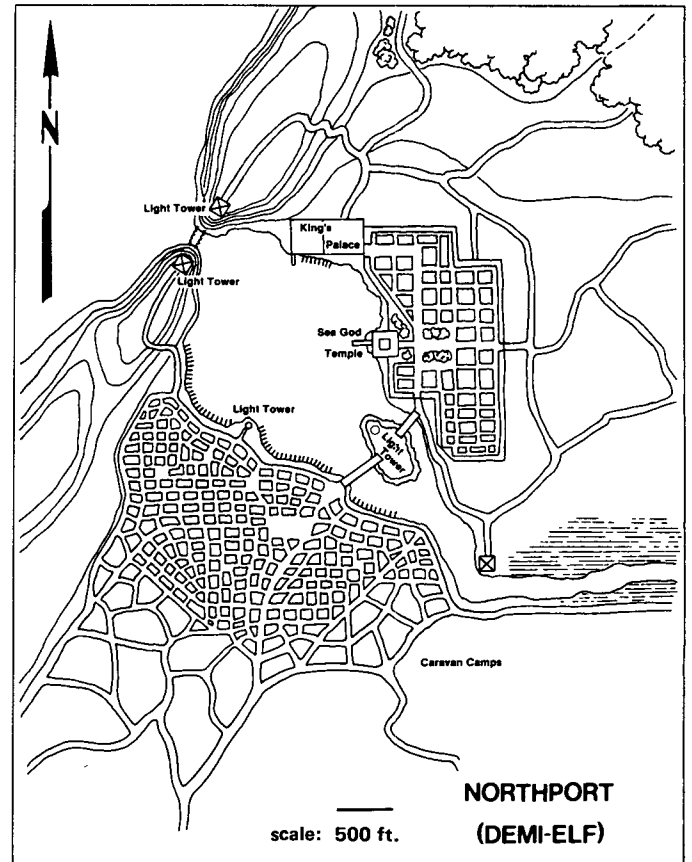 N
Light Tower
King's
Palace
Light Tower
Sea God
Temple
Light Tower
Light
Tower
Caravan Camps
NORTHPORT
scale: 500 ft.
(DEMI-ELF)